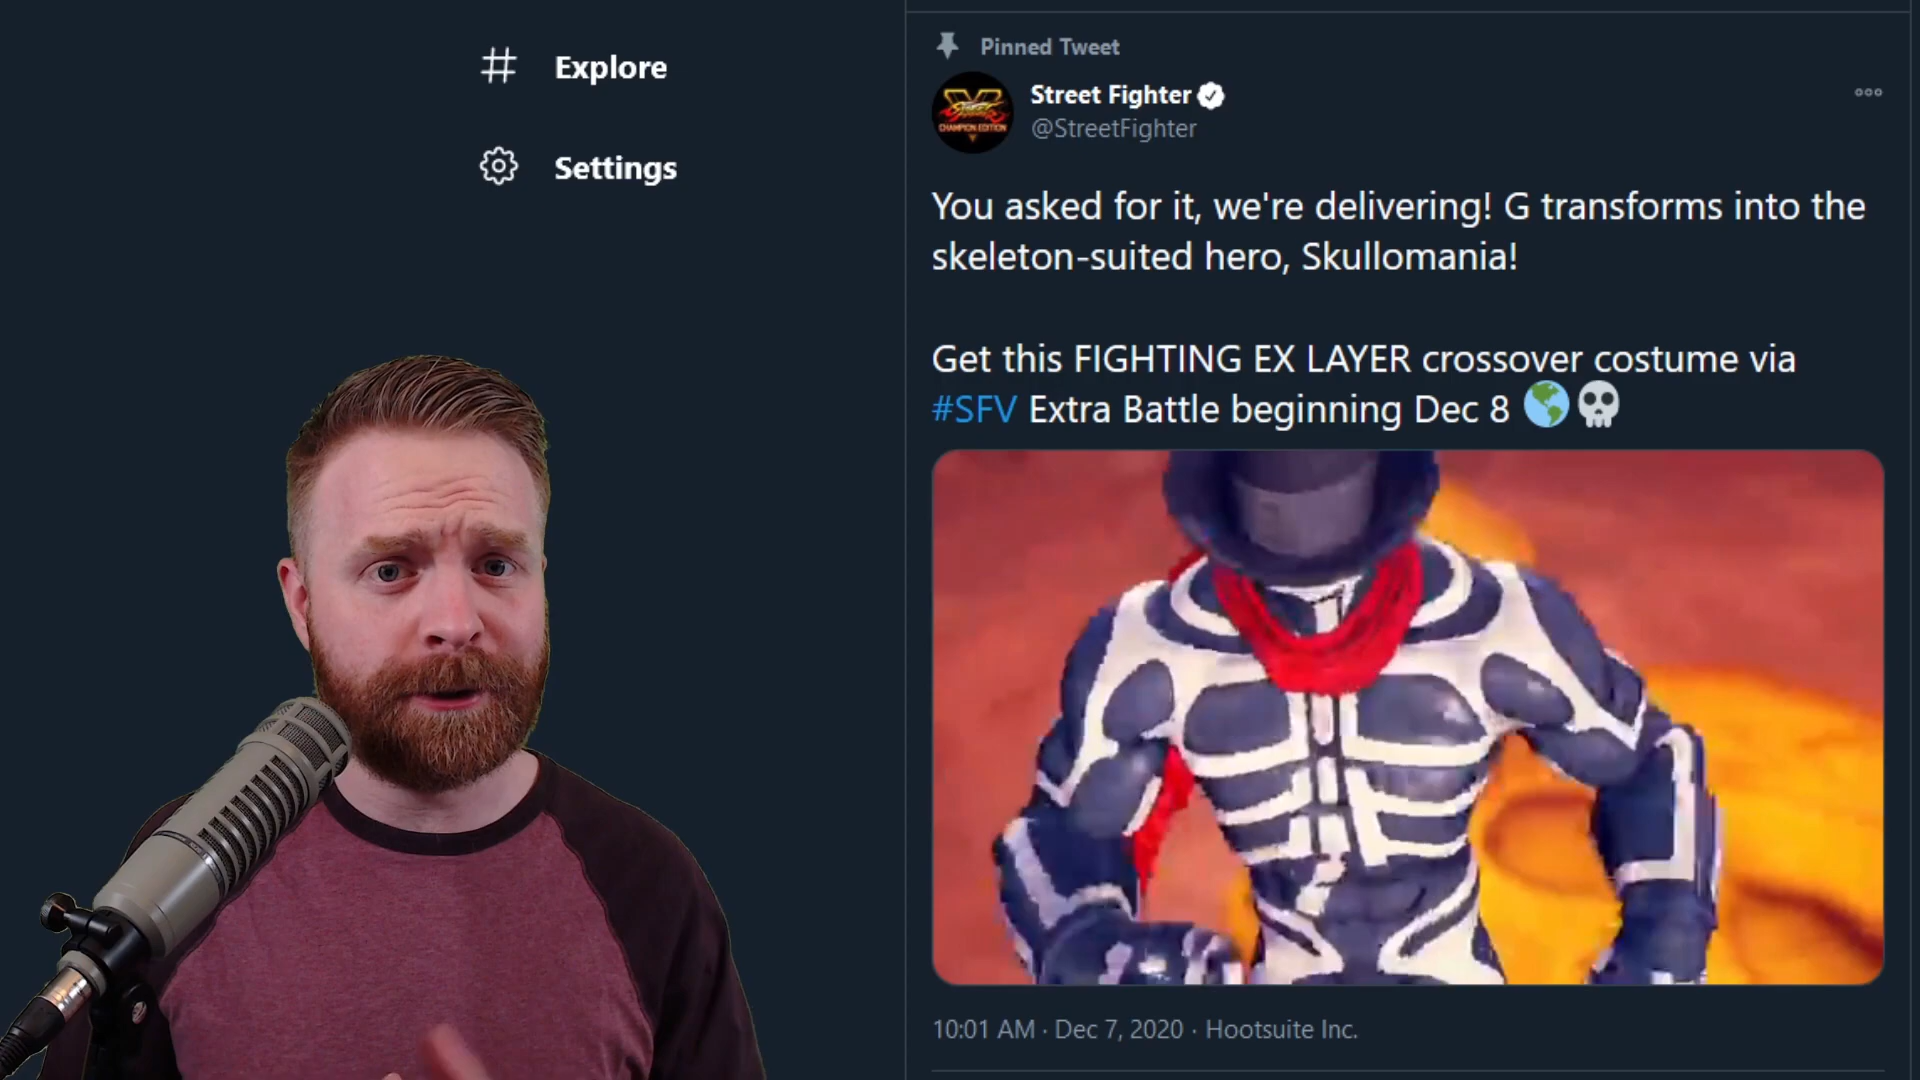 Explore
Settings
Pinned Tweet
Street Fighter
@StreetFighter
CHAMPION EDITION
You asked for it, we're delivering! G transforms into the
skeleton-suited hero, Skullomania!
Get this FIGHTING EX LAYER crossover costume via
#SFV Extra Battle beginning Dec 8 🌎💀
10:01 AM · Dec 7, 2020 · Hootsuite Inc.